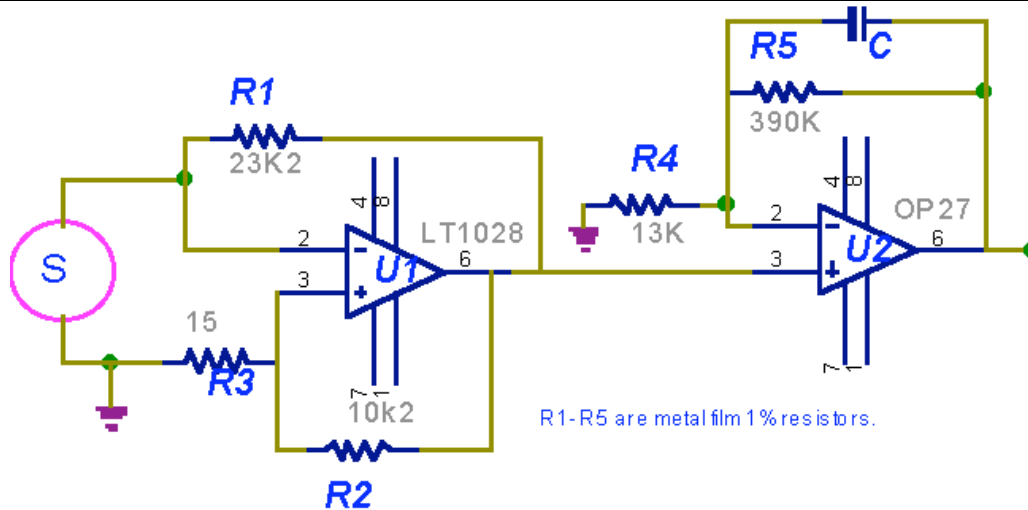 R5
C
390K
R1
23K2
R4
13K
4
8
2
3
U1
LT1028
6
7
1
4
8
2
3
U2
OP27
6
7
1
S
15
R3
10k2
R2
R1-R5 are metal film 1% resistors.